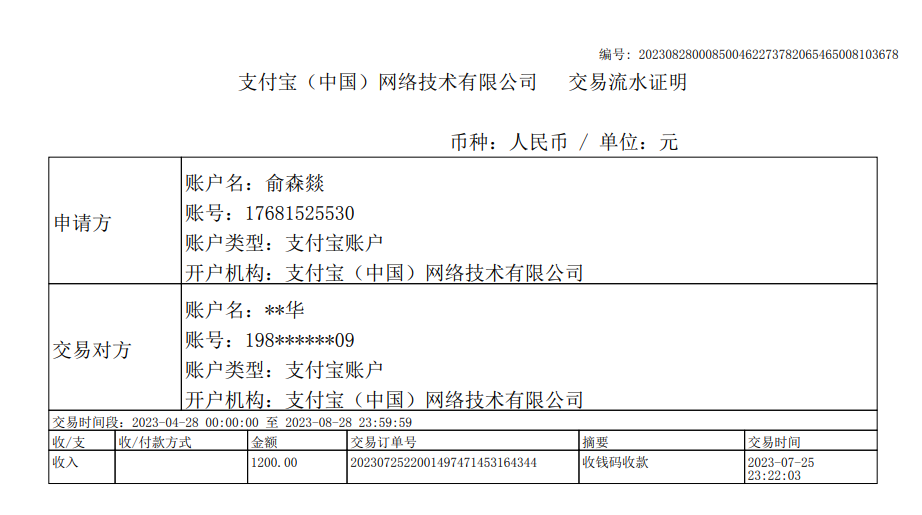 编号: 2023082800085004622737820654650081036​78
支付宝（中国）网络技术有限公司 交易流水证明
币种：人民币 / 单位：元
申请方
账户名：俞森燚
账号：17681525530
账户类型：支付宝账户
开户机构：支付宝（中国）网络技术有限公司
交易对方
账户名：**华
账号：198******09
账户类型：支付宝账户
开户机构：支付宝（中国）网络技术有限公司
交易时间段：2023-04-28 00:00:00 至 2023-08-28 23:59:59
收/支 收/付款方式 金额 交易订单号 摘要 交易时间
收入 1200.00 2023072522001497471453164344 收钱码收款 2023-07-25
23:22:03